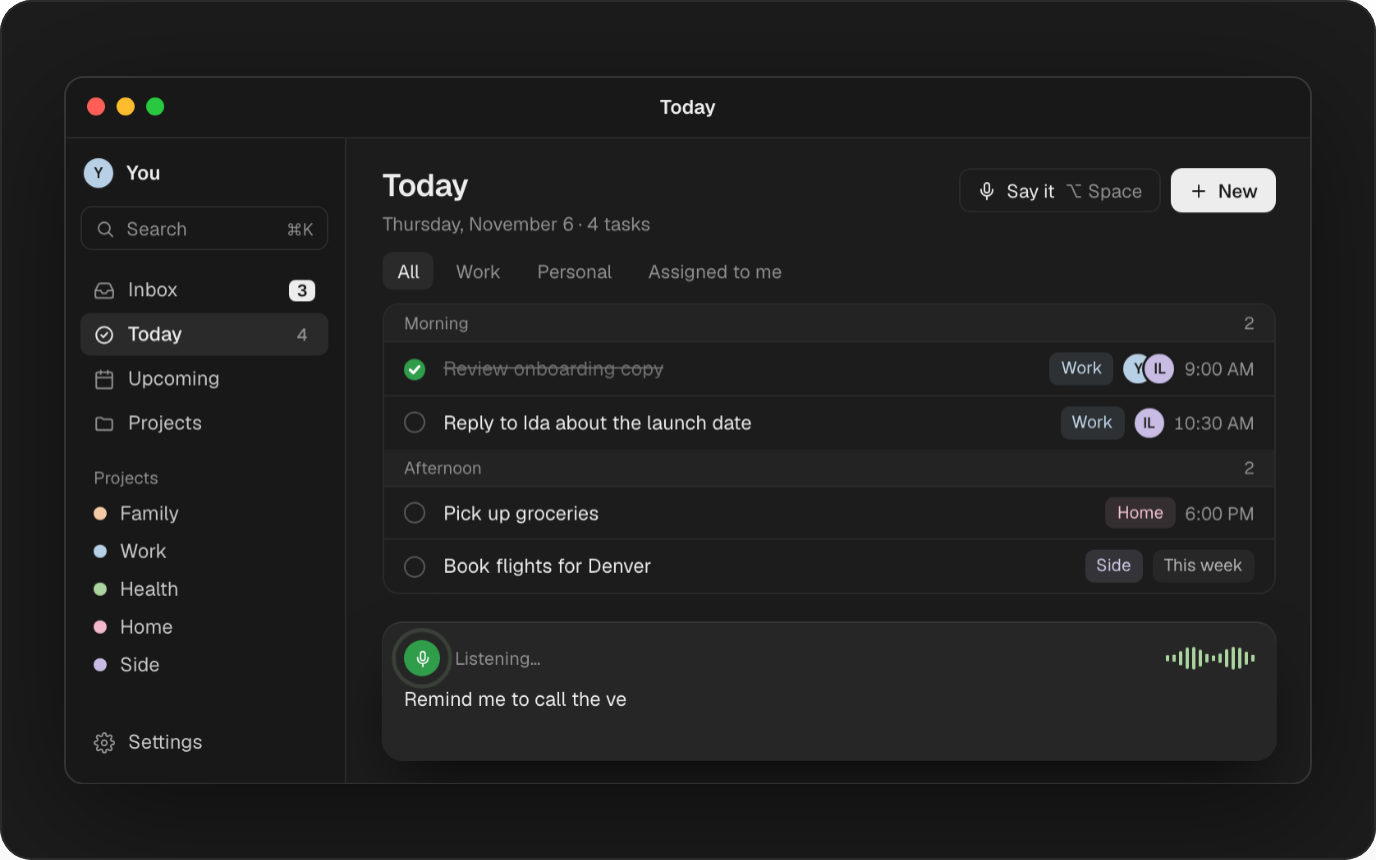 Today
Y You
Search ⌘K
Inbox 3
Today 4
Upcoming
Projects
Projects
Family
Work
Health
Home
Side
Settings
Today
Thursday, November 6 · 4 tasks
Say it ⌥ Space
+ New
All Work Personal Assigned to me
Morning 2
Review onboarding copy Work Y IL 9:00 AM
Reply to Ida about the launch date Work IL 10:30 AM
Afternoon 2
Pick up groceries Home 6:00 PM
Book flights for Denver Side This week
Listening...
Remind me to call the ve